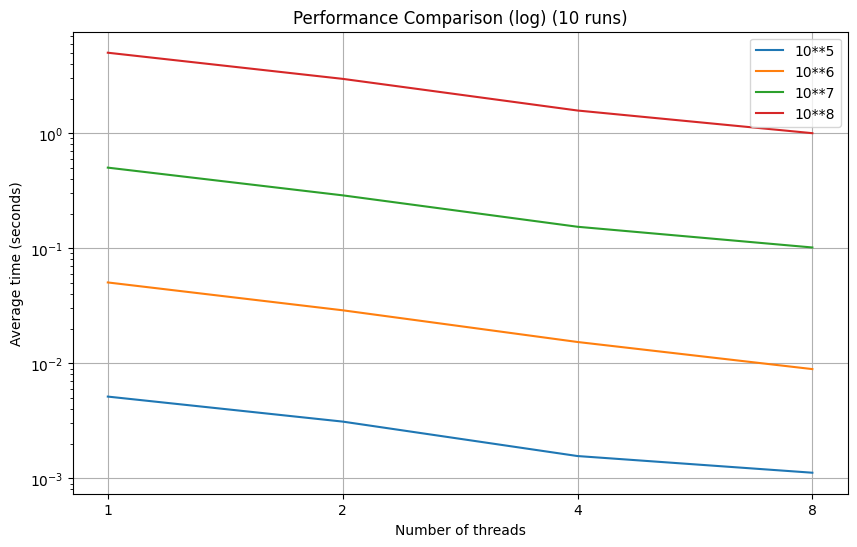 Performance Comparison (log) (10 runs)
10**5
10**6
10**7
10**8
Average time (seconds)
10⁰
10⁻¹
10⁻²
10⁻³
1 2 4 8
Number of threads